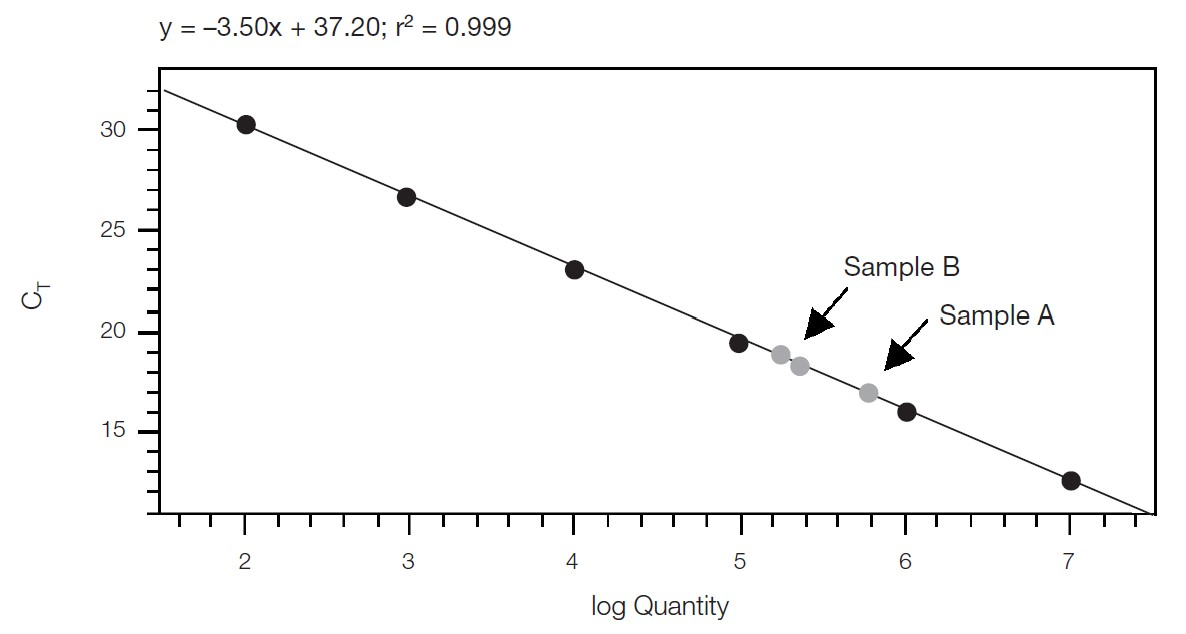 y = –3.50x + 37.20; r² = 0.999
30
25
20
15
C_T
Sample B
Sample A
2 3 4 5 6 7
log Quantity